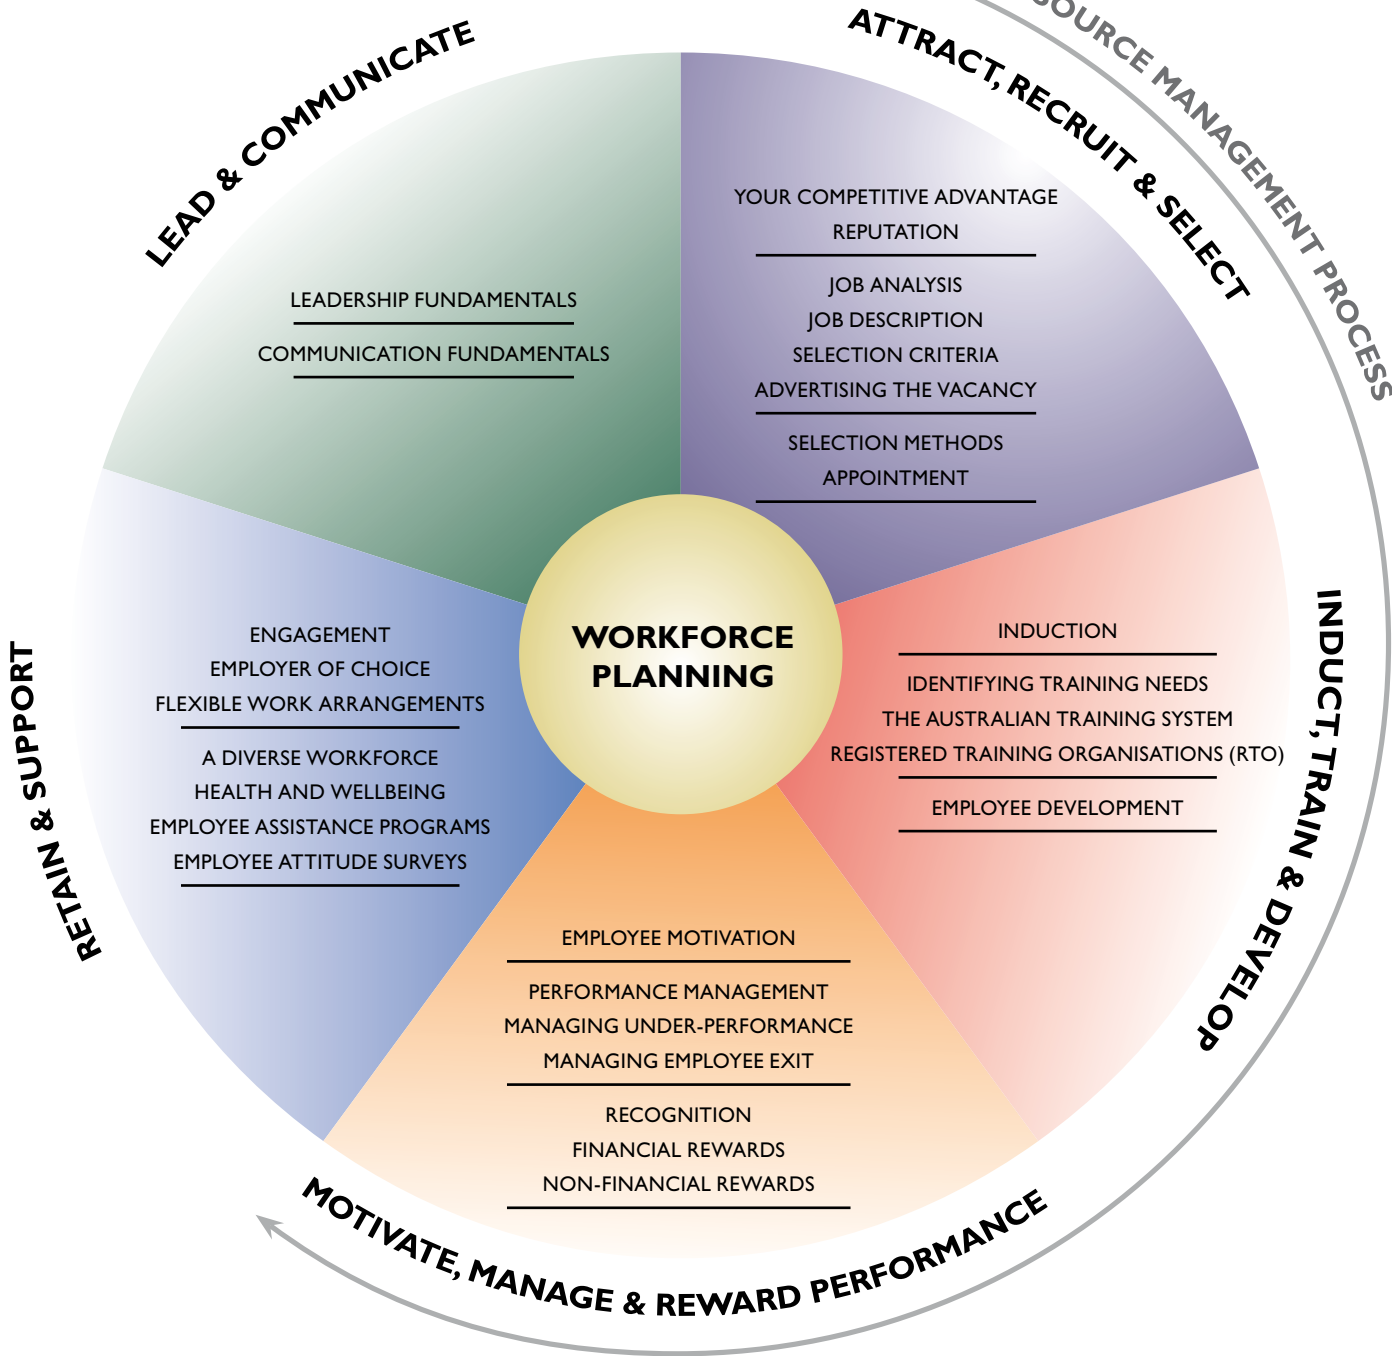 SOURCE MANAGEMENT PROCESS
LEAD & COMMUNICATE
ATTRACT, RECRUIT & SELECT
YOUR COMPETITIVE ADVANTAGE
REPUTATION
JOB ANALYSIS
JOB DESCRIPTION
SELECTION CRITERIA
ADVERTISING THE VACANCY
SELECTION METHODS
APPOINTMENT
LEADERSHIP FUNDAMENTALS
COMMUNICATION FUNDAMENTALS
WORKFORCE
PLANNING
INDUCT, TRAIN & DEVELOP
INDUCTION
IDENTIFYING TRAINING NEEDS
THE AUSTRALIAN TRAINING SYSTEM
REGISTERED TRAINING ORGANISATIONS (RTO)
EMPLOYEE DEVELOPMENT
RETAIN & SUPPORT
ENGAGEMENT
EMPLOYER OF CHOICE
FLEXIBLE WORK ARRANGEMENTS
A DIVERSE WORKFORCE
HEALTH AND WELLBEING
EMPLOYEE ASSISTANCE PROGRAMS
EMPLOYEE ATTITUDE SURVEYS
EMPLOYEE MOTIVATION
PERFORMANCE MANAGEMENT
MANAGING UNDER-PERFORMANCE
MANAGING EMPLOYEE EXIT
RECOGNITION
FINANCIAL REWARDS
NON-FINANCIAL REWARDS
MOTIVATE, MANAGE & REWARD PERFORMANCE